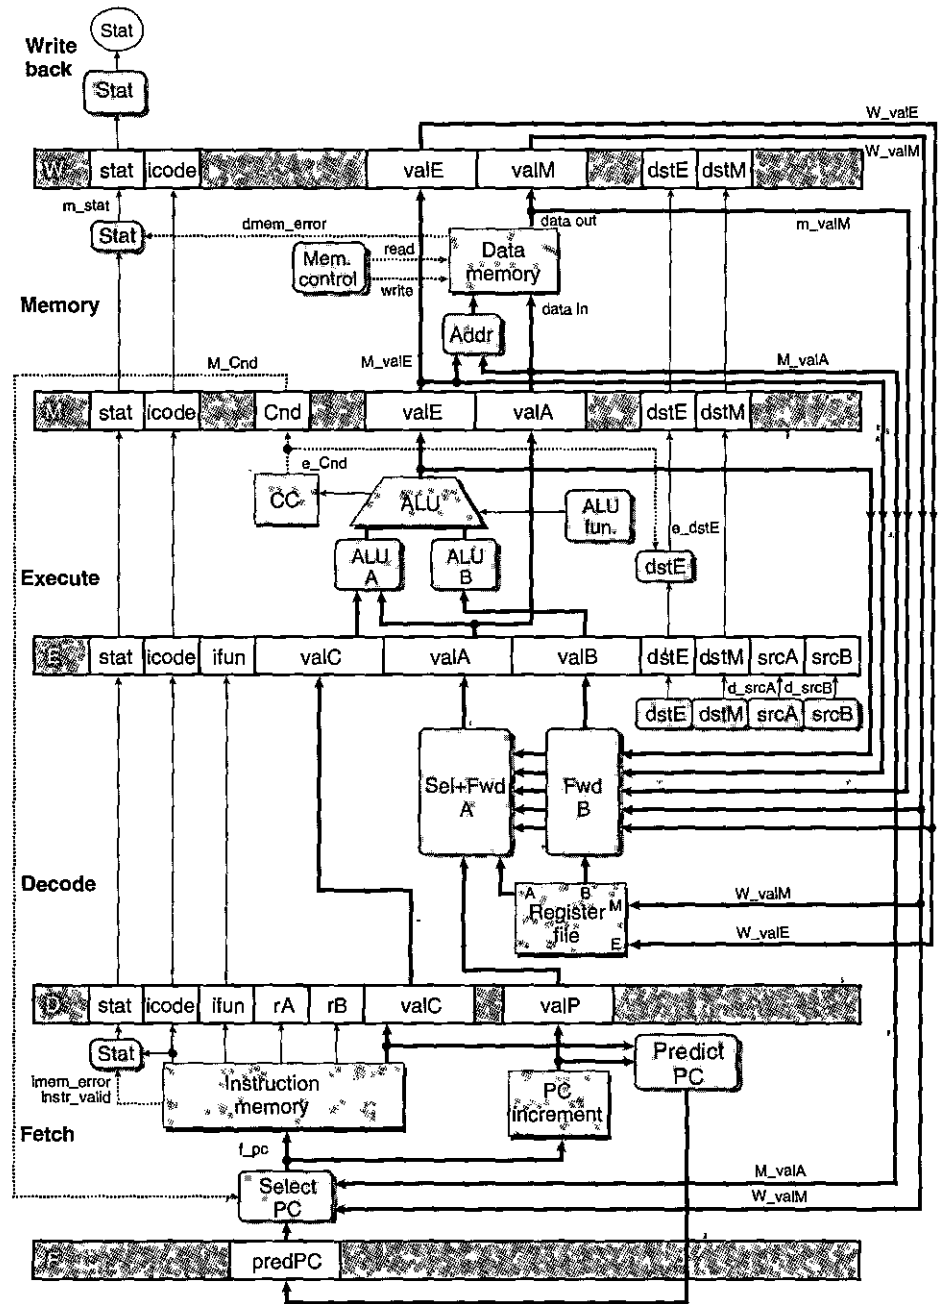 Stat
Write
back
Stat
W_valE
W_valM
W stat icode valE valM dstE dstM
m_stat
data out
m_valM
Stat
dmem_error
read
Mem.
control
Data
memory
write
Memory
data in
Addr
M_Cnd
M_valE
M_valA
M stat icode Cnd valE valA dstE dstM
e_Cnd
CC
ALU
ALU
fun.
e_dstE
ALU
A
ALU
B
dstE
Execute
E stat icode ifun valC valA valB dstE dstM srcA srcB
d_srcA d_srcB
dstE dstM srcA srcB
Sel+Fwd
A
Fwd
B
Decode
A B
M
Register
file
E
W_valM
W_valE
D stat icode ifun rA rB valC valP
Stat
Predict
PC
imem_error
instr_valid
Instruction
memory
PC
increment
Fetch
f_pc
M_valA
Select
PC
W_valM
F predPC